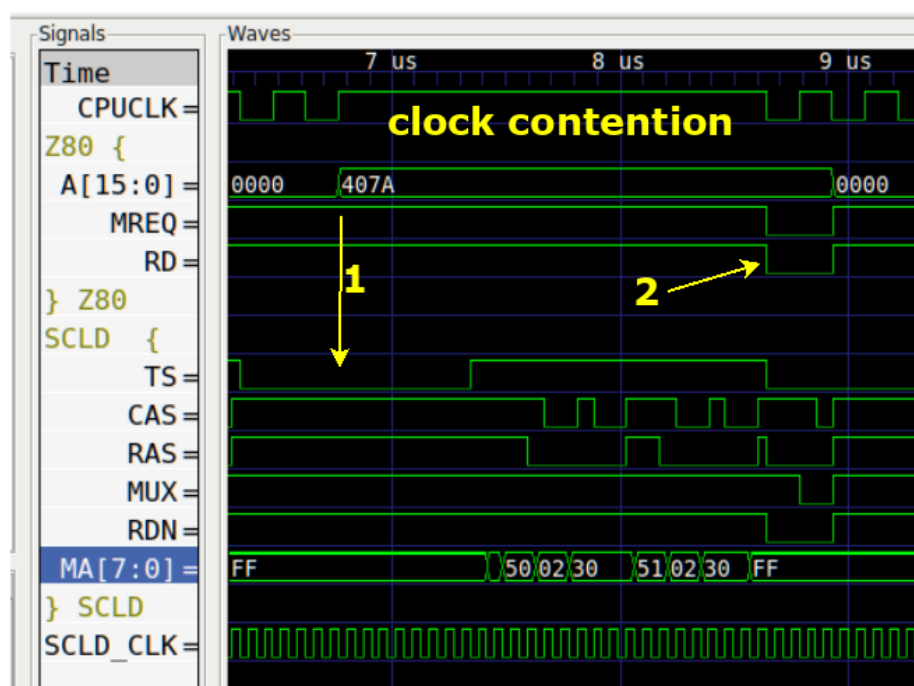 Signals Waves
Time 7 us 8 us 9 us
CPUCLK= clock contention
Z80 {
A[15:0]= 0000 407A 0000
MREQ=
RD= 1 2
} Z80
SCLD {
TS=
CAS=
RAS=
MUX=
RDN=
MA[7:0]= FF 50 02 30 51 02 30 FF
} SCLD
SCLD_CLK=